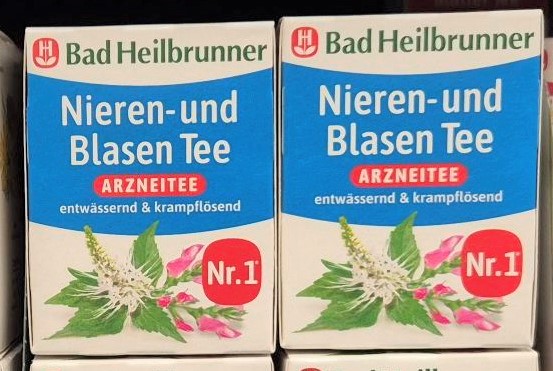 Bad Heilbrunner
Nieren-und
Blasen Tee
ARZNEITEE
entwässernd & krampflösend
Nr.1*
Bad Heilbrunner
Nieren-und
Blasen Tee
ARZNEITEE
entwässernd & krampflösend
Nr.1*